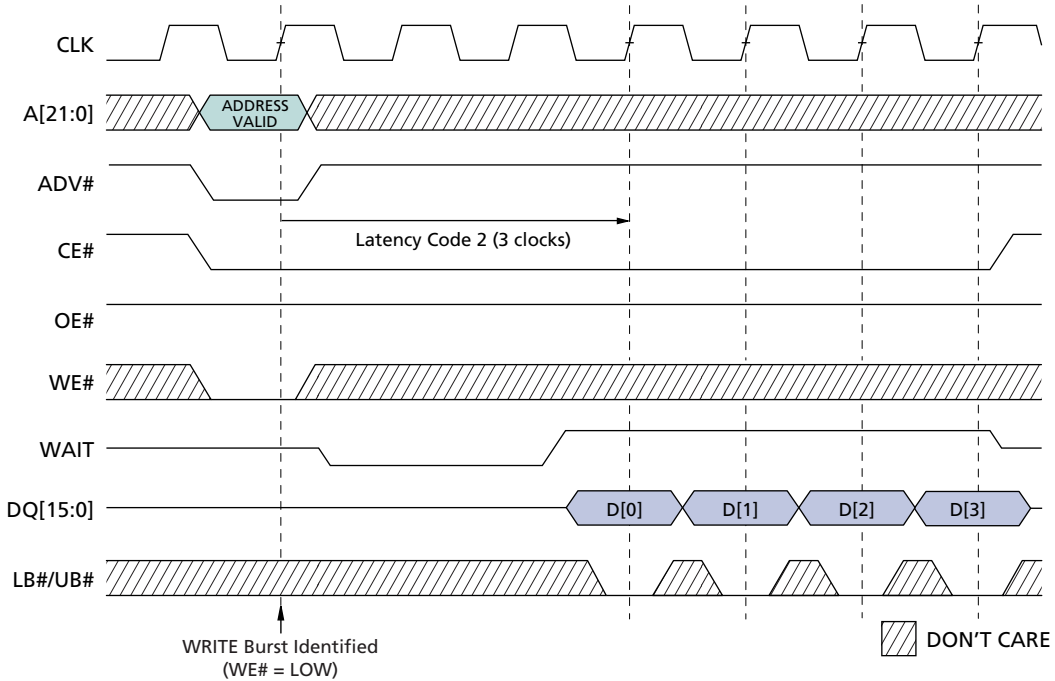 CLK
A[21:0]
ADDRESS
VALID
ADV#
Latency Code 2 (3 clocks)
CE#
OE#
WE#
WAIT
DQ[15:0]
D[0]
D[1]
D[2]
D[3]
LB#/UB#
WRITE Burst Identified
(WE# = LOW)
DON'T CARE